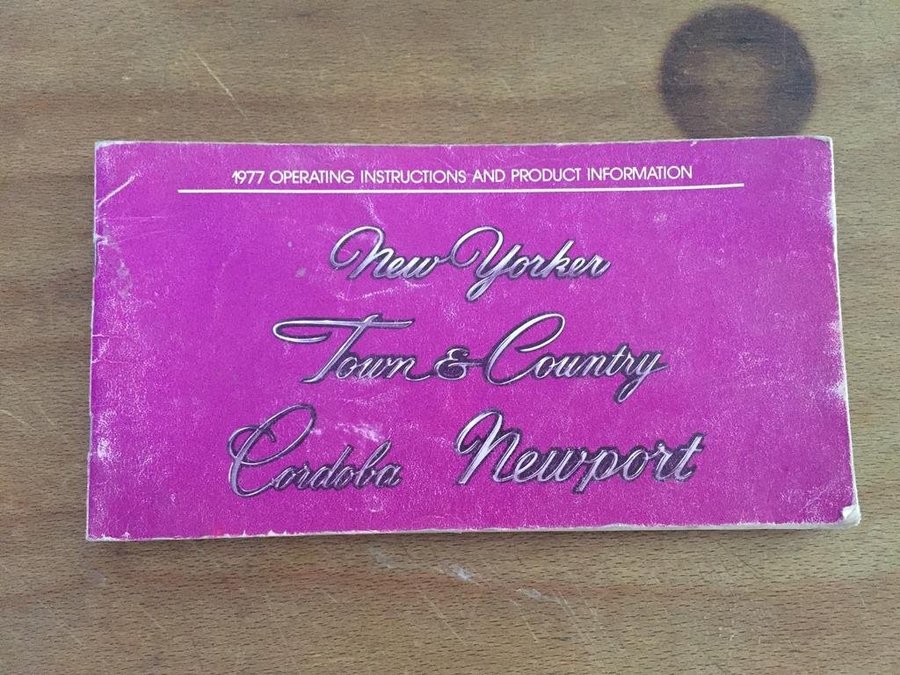 1977 OPERATING INSTRUCTIONS AND PRODUCT INFORMATION
New Yorker
Town & Country
Cordoba Newport